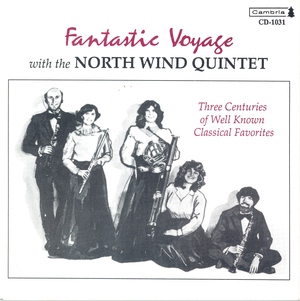 Cambria
CD-1031
Fantastic Voyage
with the NORTH WIND QUINTET
Three Centuries
of Well Known
Classical Favorites